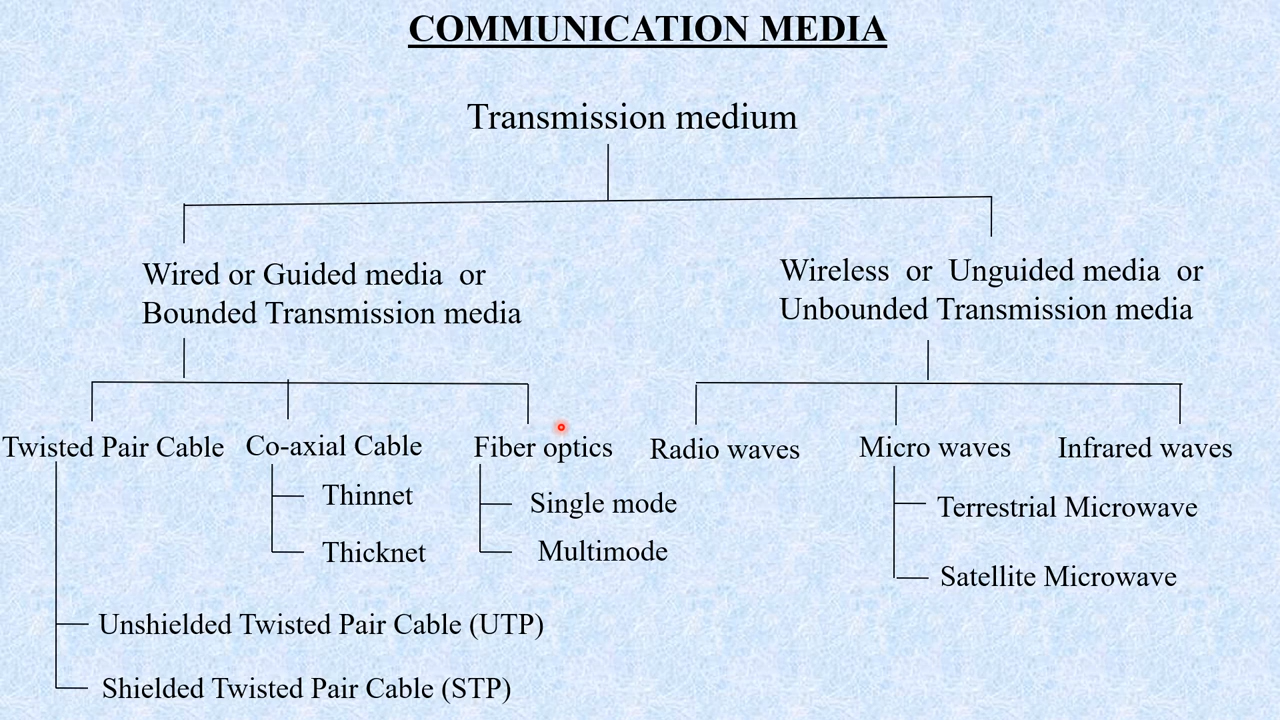 COMMUNICATION MEDIA
Transmission medium
Wired or Guided media or
Bounded Transmission media
Wireless or Unguided media or
Unbounded Transmission media
Twisted Pair Cable
Co-axial Cable
Fiber optics
Radio waves
Micro waves
Infrared waves
Thinnet
Thicknet
Single mode
Multimode
Terrestrial Microwave
Satellite Microwave
Unshielded Twisted Pair Cable (UTP)
Shielded Twisted Pair Cable (STP)